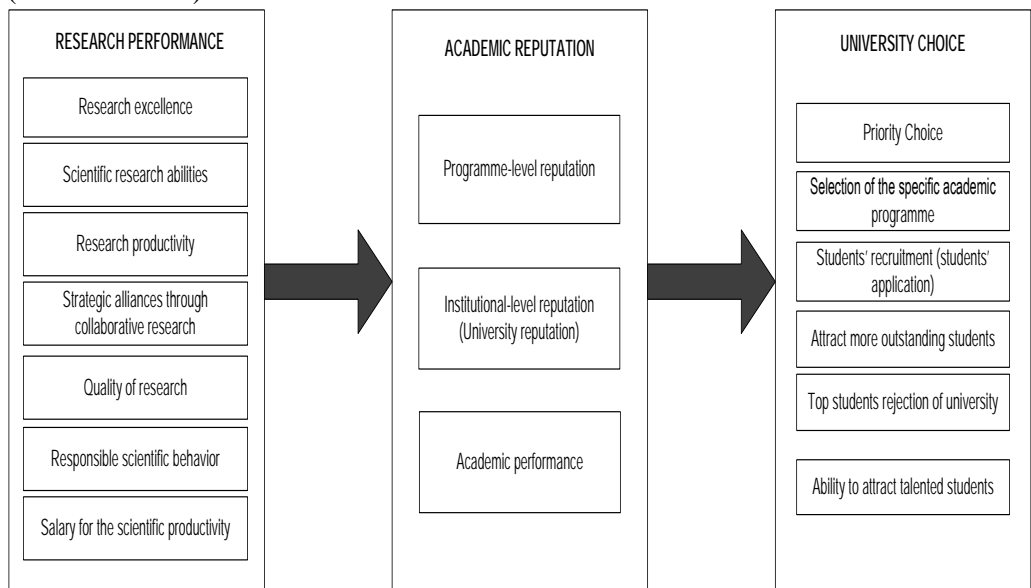 RESEARCH PERFORMANCE
Research excellence
Scientific research abilities
Research productivity
Strategic alliances through
collaborative research
Quality of research
Responsible scientific behavior
Salary for the scientific productivity
ACADEMIC REPUTATION
Programme-level reputation
Institutional-level reputation
(University reputation)
Academic performance
UNIVERSITY CHOICE
Priority Choice
Selection of the specific academic
programme
Students' recruitment (students'
application)
Attract more outstanding students
Top students rejection of university
Ability to attract talented students